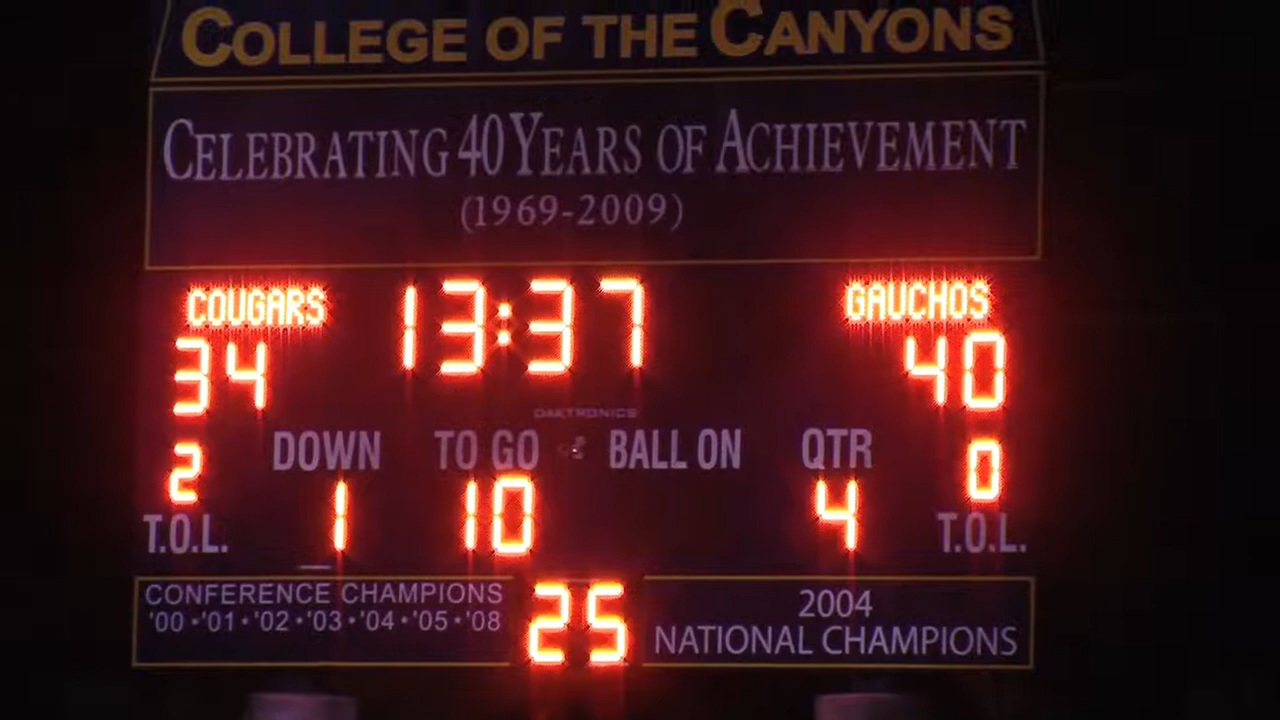 COLLEGE OF THE CANYONS
CELEBRATING 40 YEARS OF ACHIEVEMENT
(1969-2009)
COUGARS 13:37 GAUCHOS
34 40
DAKTRONICS
DOWN TO GO BALL ON QTR
2 0
1 10 4
T.O.L. T.O.L.
CONFERENCE CHAMPIONS
'00 • '01 • '02 • '03 • '04 • '05 • '08
25
2004
NATIONAL CHAMPIONS